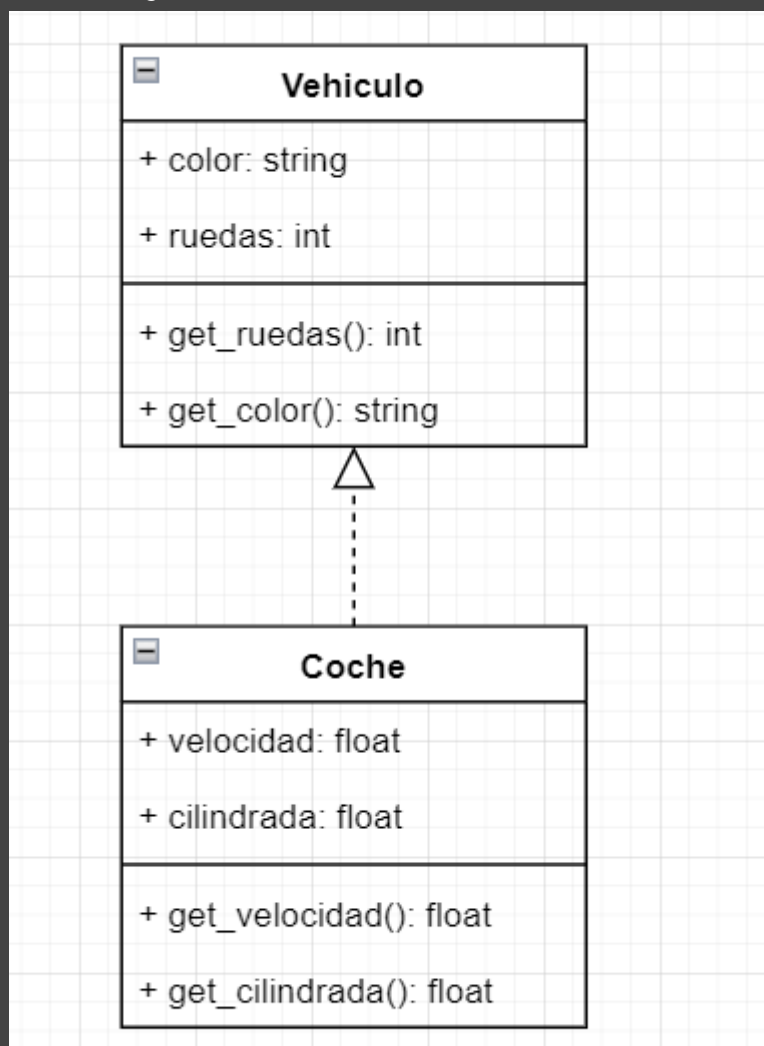 Vehiculo
+ color: string
+ ruedas: int
+ get_ruedas(): int
+ get_color(): string
Coche
+ velocidad: float
+ cilindrada: float
+ get_velocidad(): float
+ get_cilindrada(): float